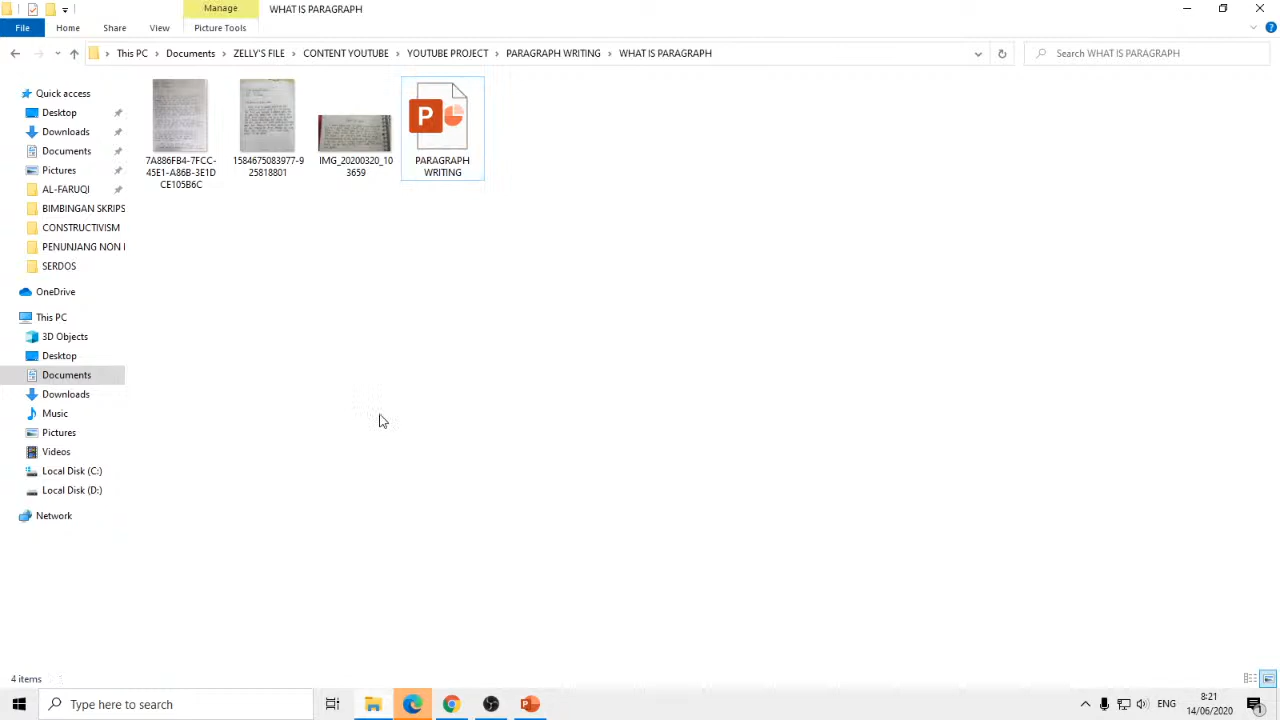 Manage
WHAT IS PARAGRAPH
File
Home
Share
View
Picture Tools
This PC
Documents
ZELLY'S FILE
CONTENT YOUTUBE
YOUTUBE PROJECT
PARAGRAPH WRITING
WHAT IS PARAGRAPH
Search WHAT IS PARAGRAPH
Quick access
Desktop
Downloads
Documents
Pictures
AL-FARUQI
BIMBINGAN SKRIPS
CONSTRUCTIVISM
PENUNJANG NON I
SERDOS
OneDrive
This PC
3D Objects
Desktop
Documents
Downloads
Music
Pictures
Videos
Local Disk (C:)
Local Disk (D:)
Network
7A886FB4-7FCC-
45E1-A86B-3E1D
CE105B6C
1584675083977-9
25818801
IMG_20200320_10
3659
P
PARAGRAPH
WRITING
4 items
Type here to search
ENG
8:21
14/06/2020
1